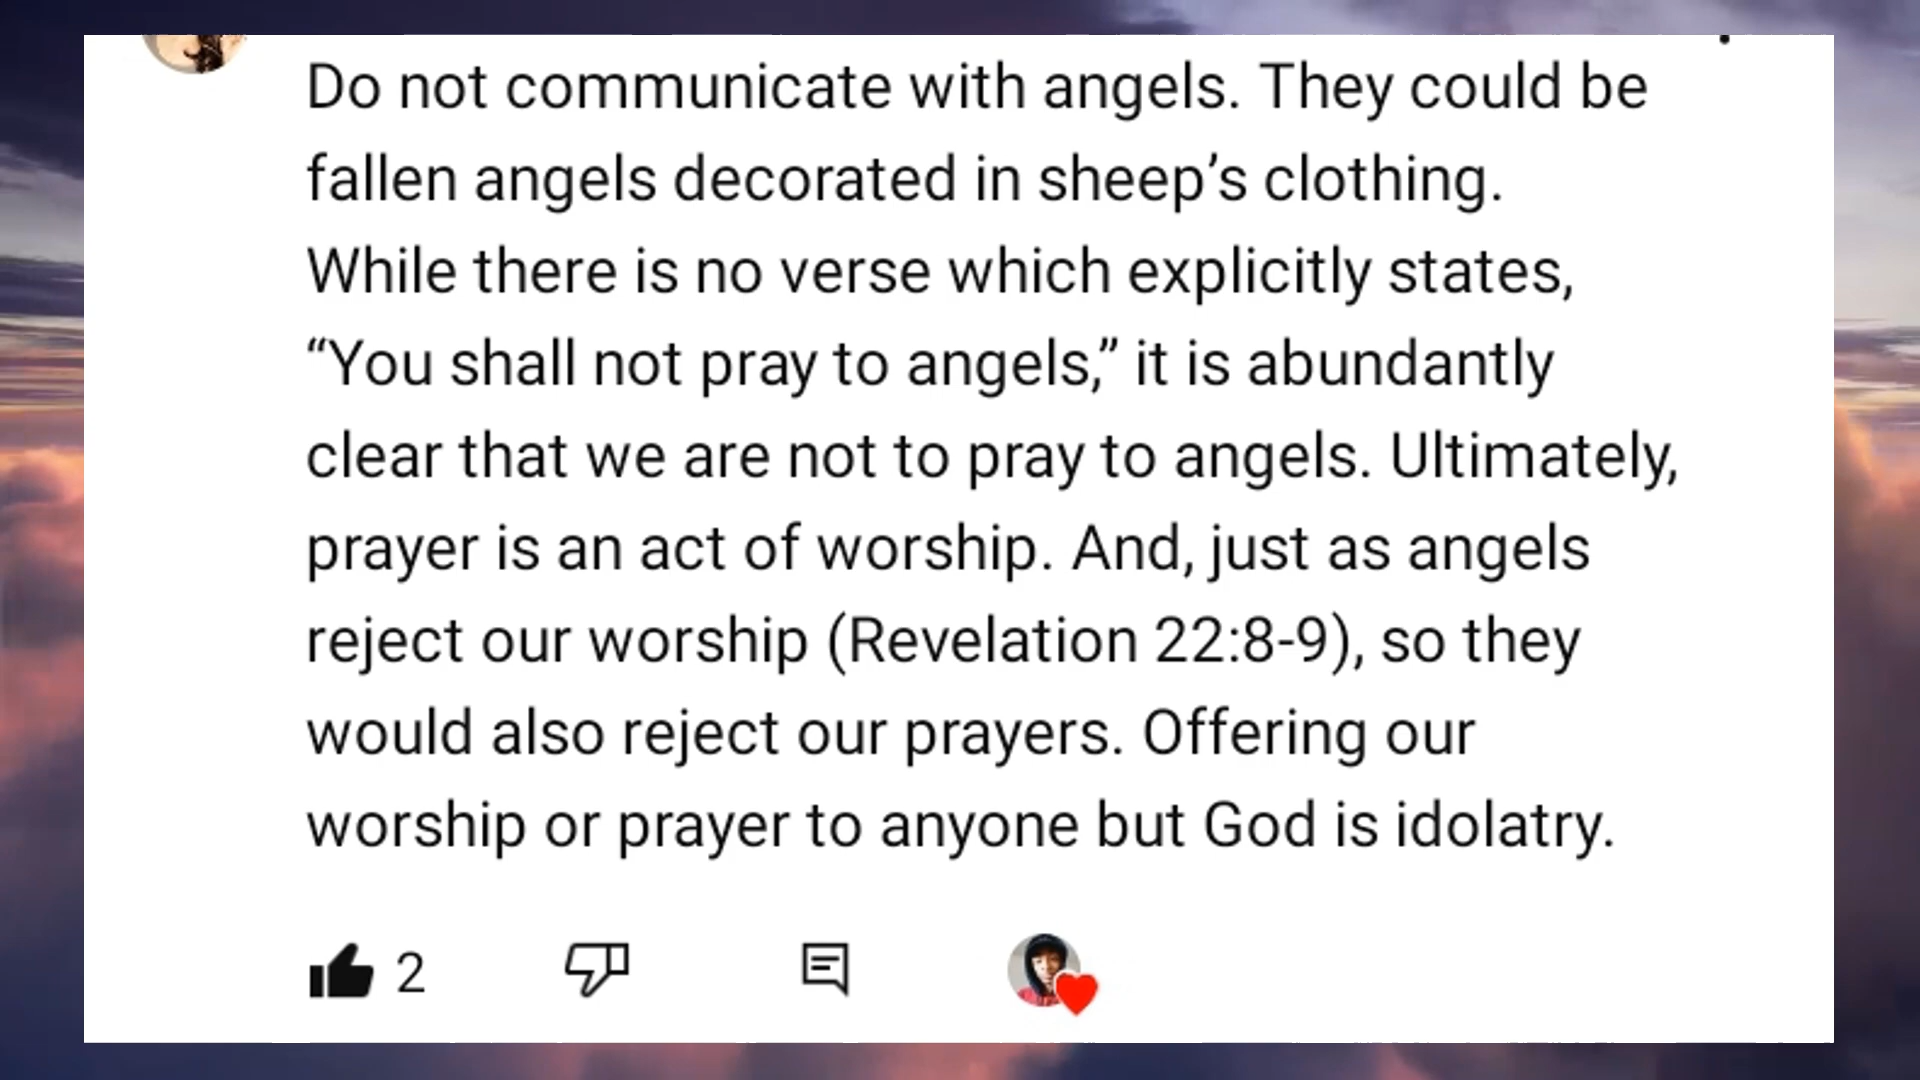 Do not communicate with angels. They could be
fallen angels decorated in sheep’s clothing.
While there is no verse which explicitly states,
“You shall not pray to angels,” it is abundantly
clear that we are not to pray to angels. Ultimately,
prayer is an act of worship. And, just as angels
reject our worship (Revelation 22:8-9), so they
would also reject our prayers. Offering our
worship or prayer to anyone but God is idolatry.
2